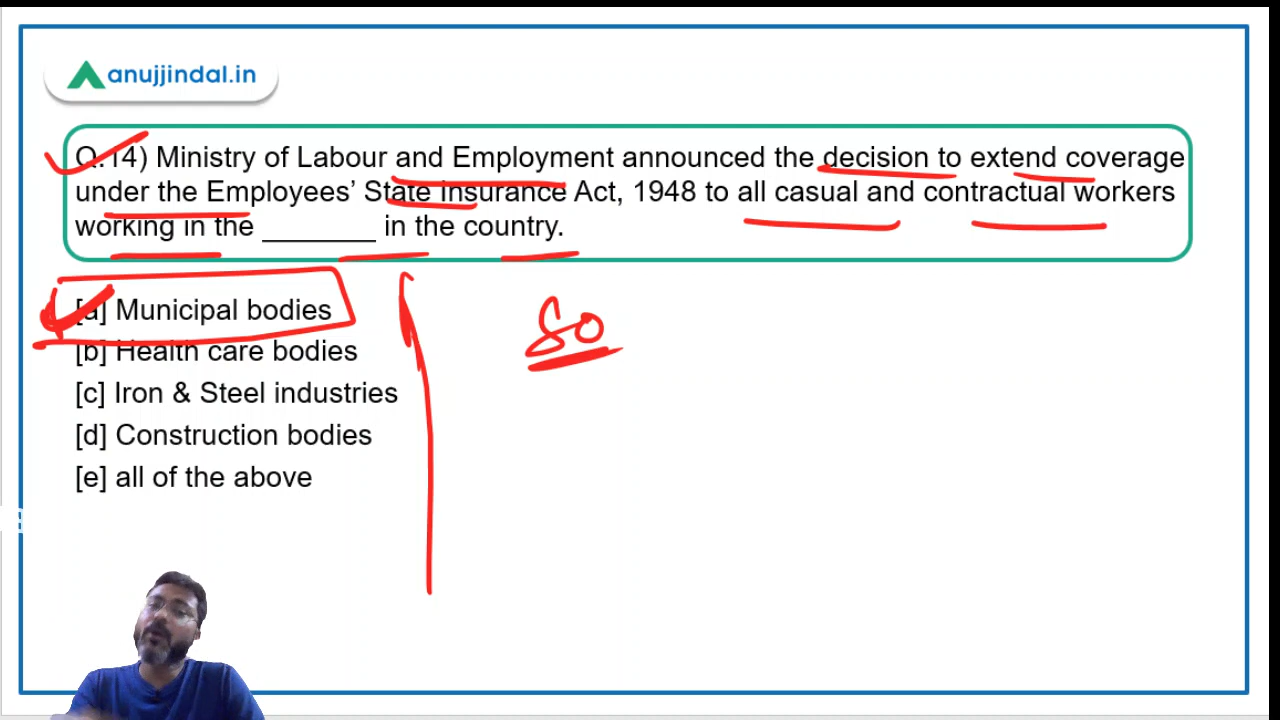 anujjindal.in
Q.14) Ministry of Labour and Employment announced the decision to extend coverage
under the Employees’ State Insurance Act, 1948 to all casual and contractual workers
working in the _______ in the country.
[a] Municipal bodies
80
[b] Health care bodies
[c] Iron & Steel industries
[d] Construction bodies
[e] all of the above